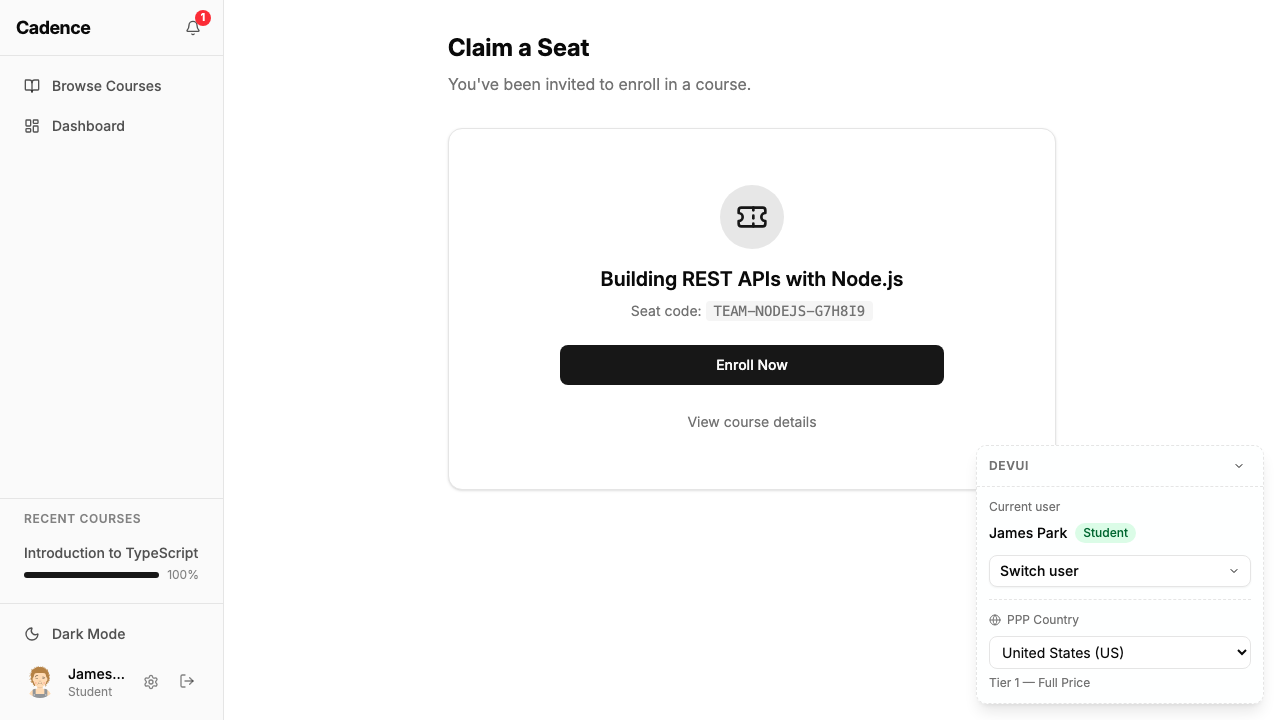 Cadence
1
Browse Courses
Dashboard
RECENT COURSES
Introduction to TypeScript
100%
Dark Mode
James...
Student
Claim a Seat
You've been invited to enroll in a course.
Building REST APIs with Node.js
Seat code: TEAM-NODEJS-G7H8I9
Enroll Now
View course details
DEVUI
Current user
James Park Student
Switch user
PPP Country
United States (US)
Tier 1 — Full Price